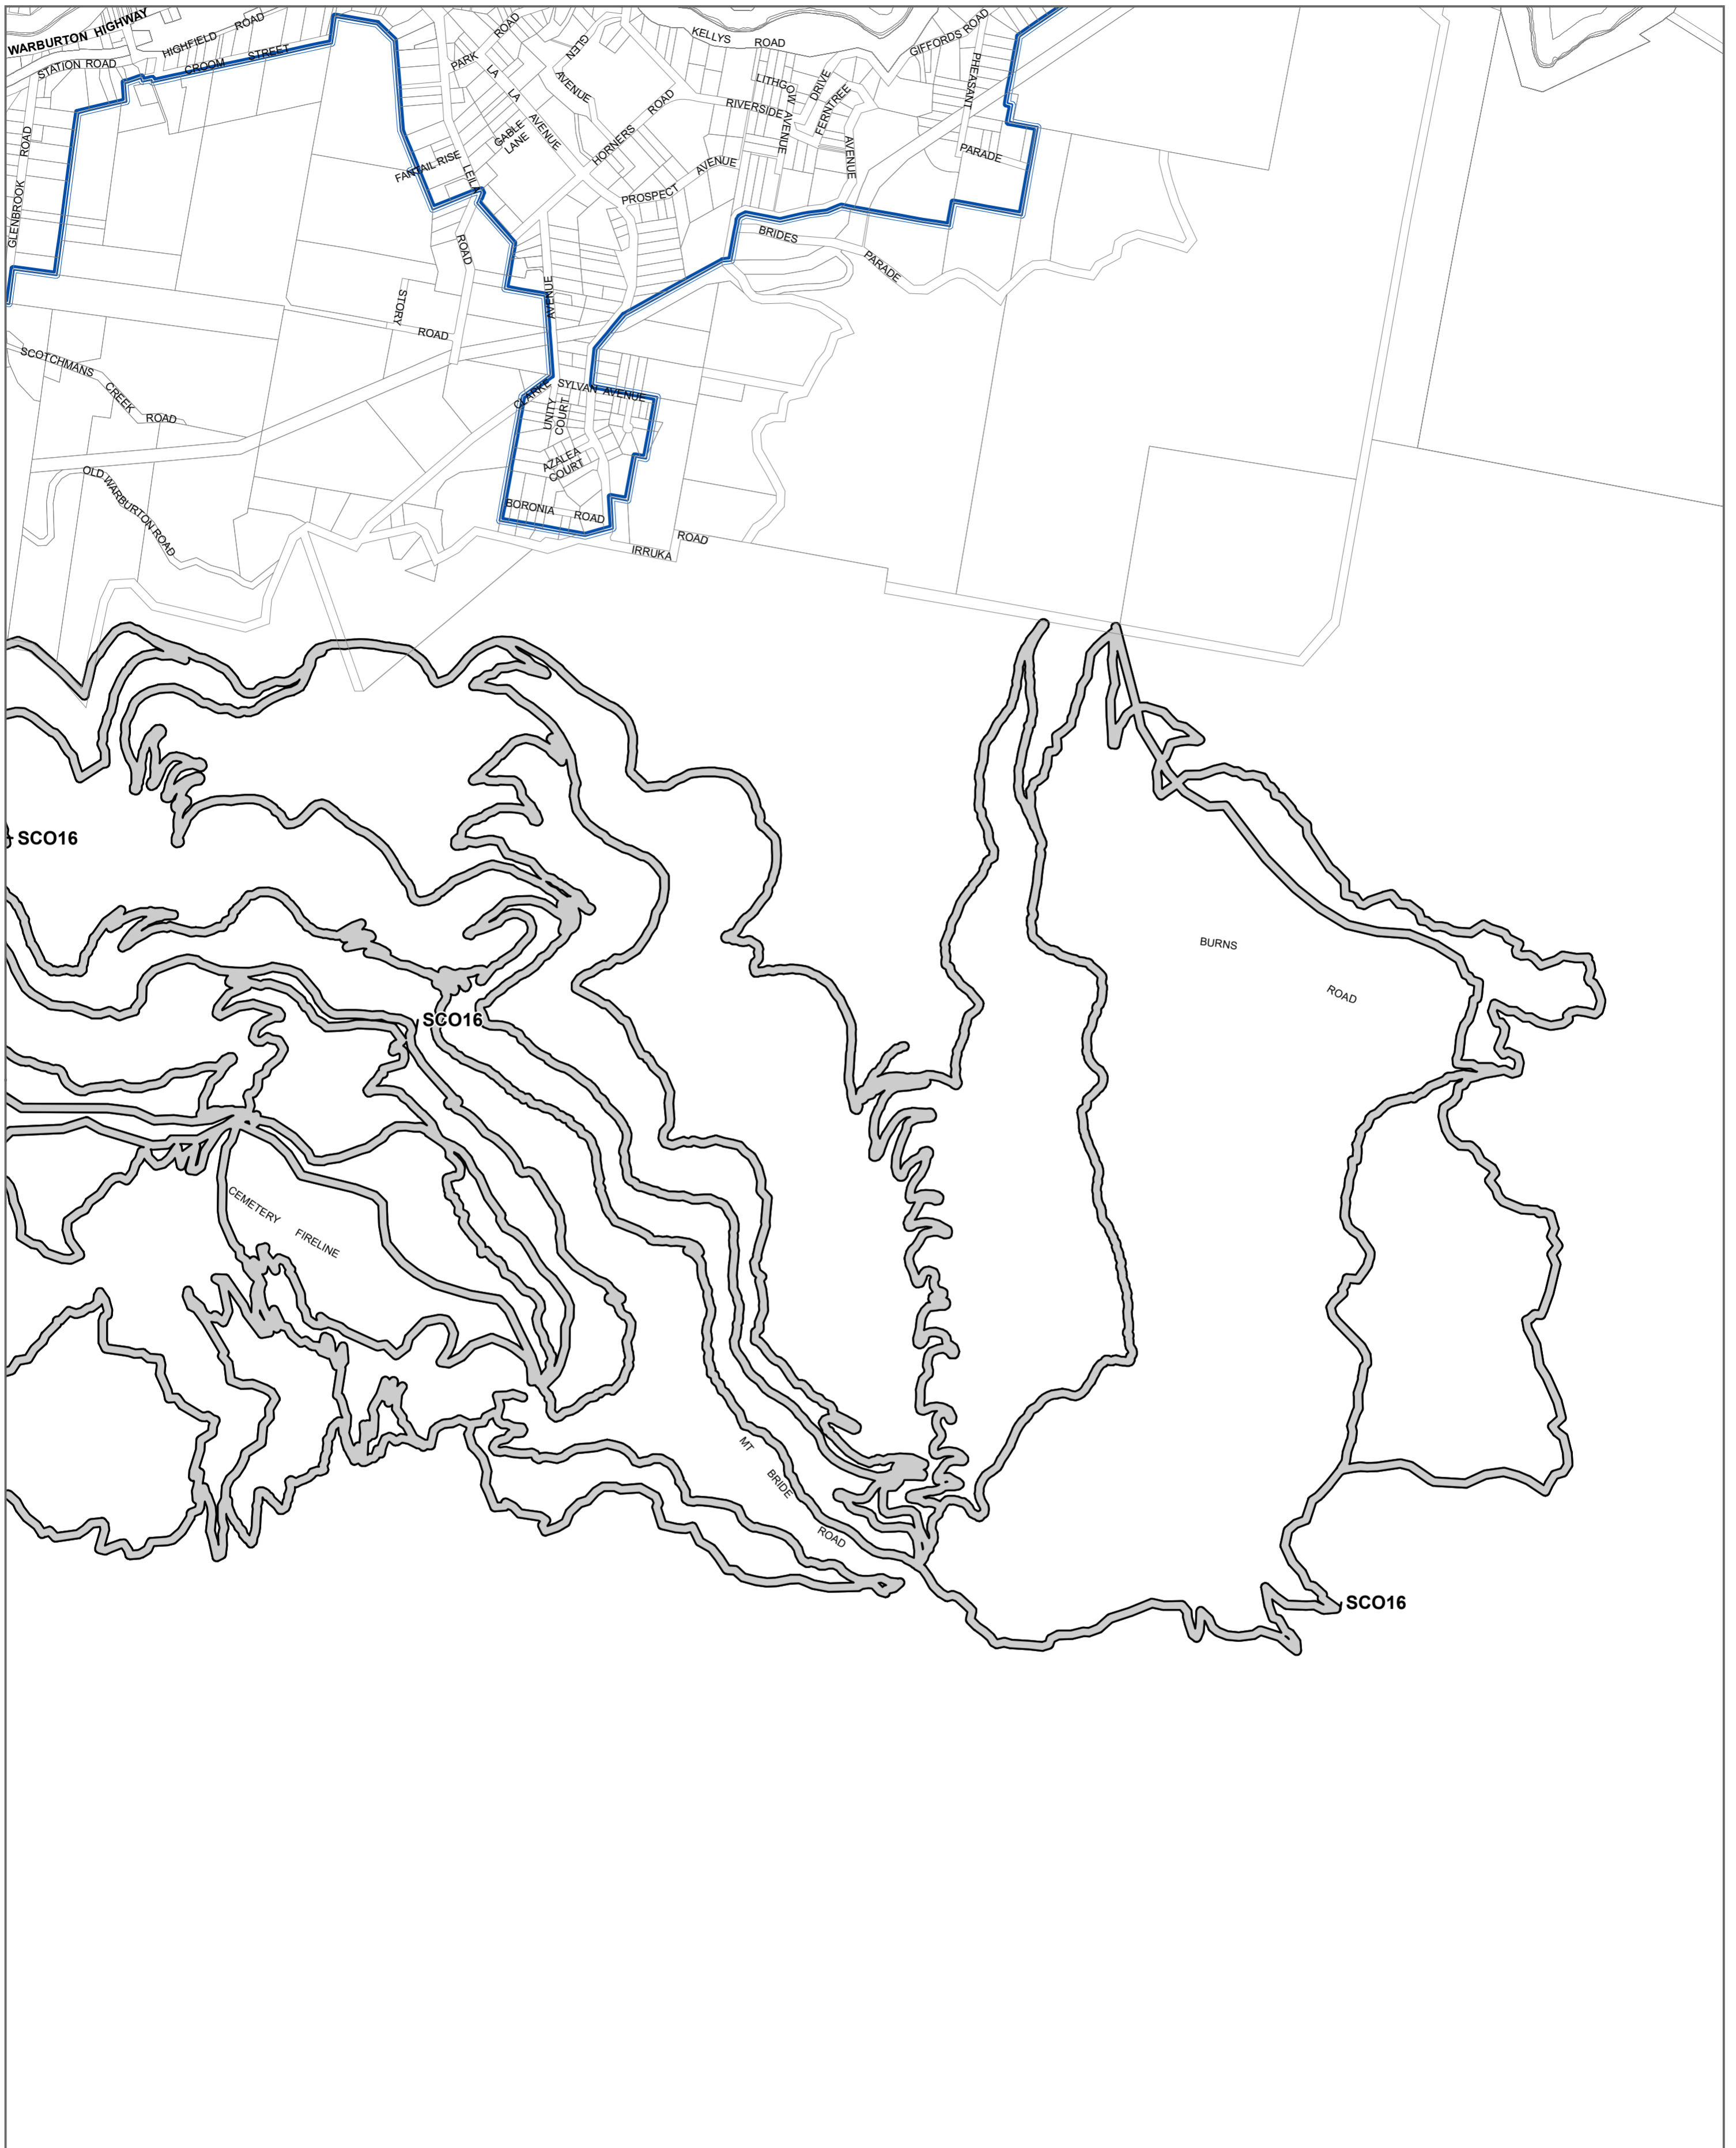 WARBURTON HIGHWAY
HIGHFIELD ROAD
STATION ROAD
CROOM STREET
GLENBROOK ROAD
PARK ROAD
GLEN AVENUE
LA LA AVENUE
GABLE LANE
FANTAIL RISE
LEILA ROAD
HORNERS ROAD
KELLYS ROAD
LITHGOW AVENUE
RIVERSIDE DRIVE
FERNTREE AVENUE
GIFFORDS ROAD
PHEASANT PARADE
PROSPECT AVENUE
BRIDES PARADE
AVENUE
STORY ROAD
SCOTCHMANS CREEK ROAD
OLD WARBURTON ROAD
CLARKE
SYLVAN AVENUE
UNITY COURT
AZALEA COURT
BORONIA ROAD
IRRUKA ROAD
SCO16
BURNS ROAD
SCO16
CEMETERY FIRELINE
MT BRIDE ROAD
SCO16